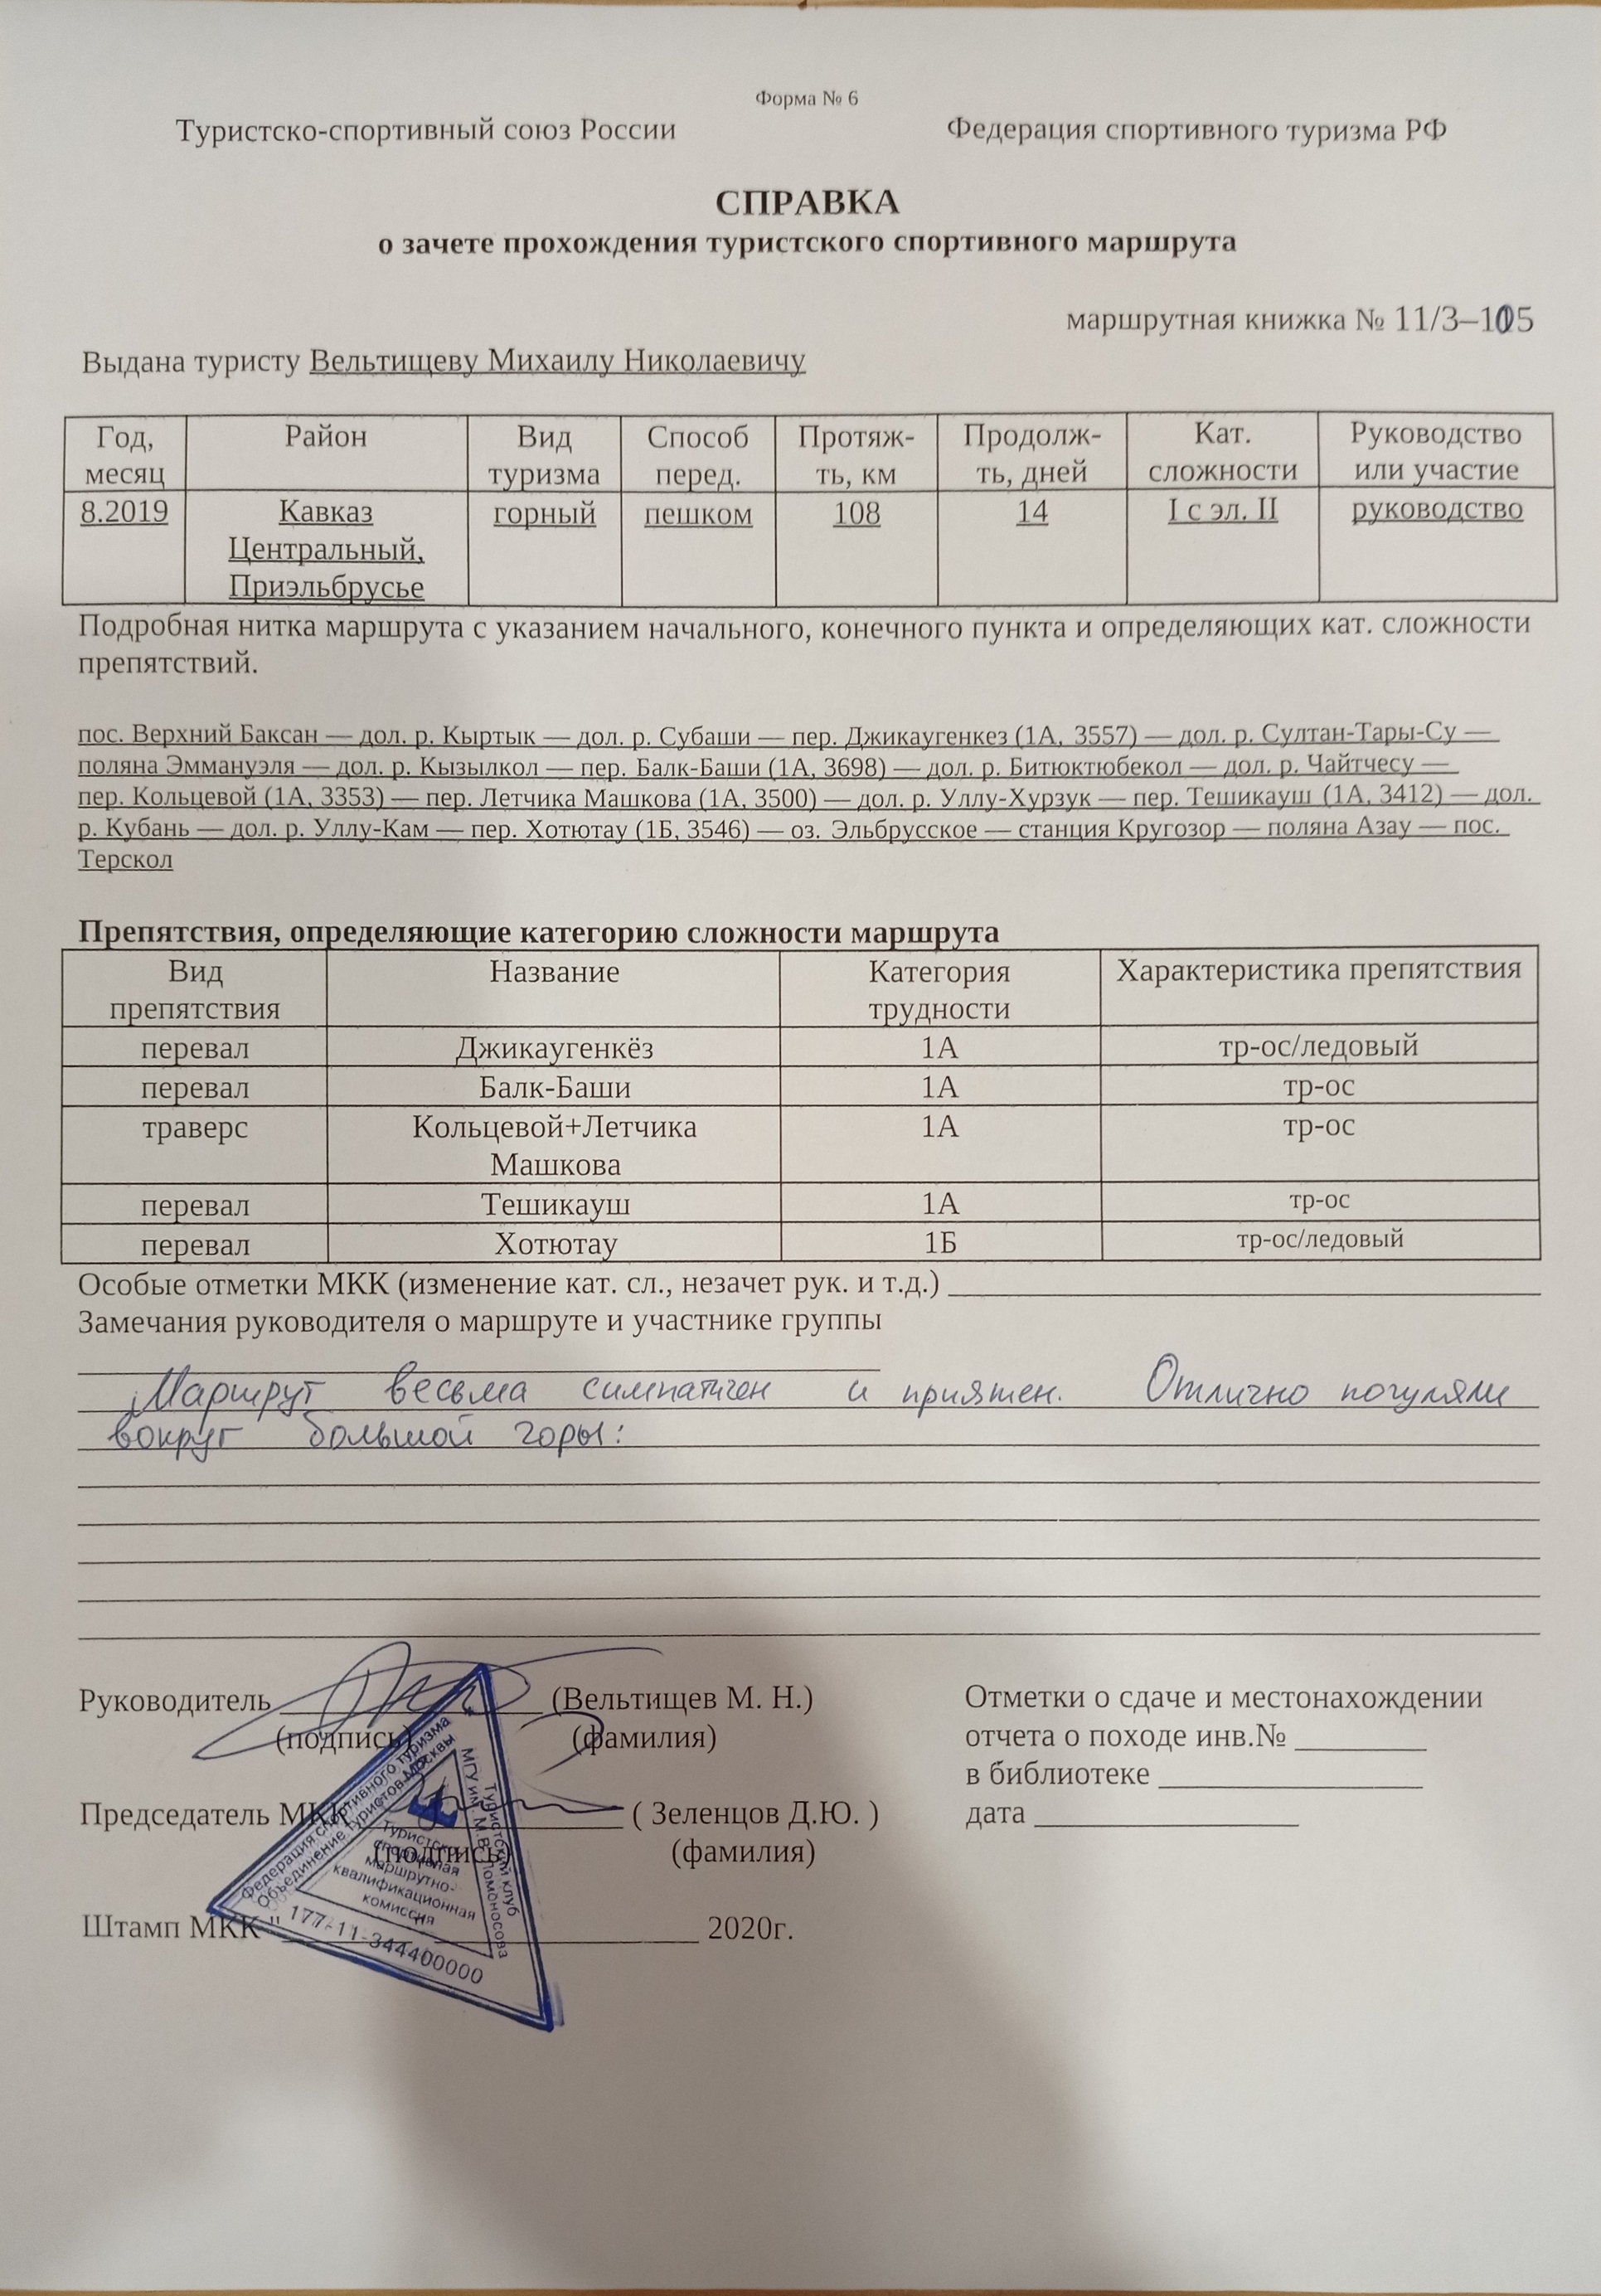 Форма № 6
Туристско-спортивный союз России Федерация спортивного туризма РФ
СПРАВКА
о зачете прохождения туристского спортивного маршрута
маршрутная книжка № 11/3–105
Выдана туристу Вельтищеву Михаилу Николаевичу
Год, месяц Район Вид туризма Способ перед. Протяж-ть, км Продолж-ть, дней Кат. сложности Руководство или участие
8.2019 Кавказ Центральный, Приэльбрусье горный пешком 108 14 I с эл. II руководство
Подробная нитка маршрута с указанием начального, конечного пункта и определяющих кат. сложности
препятствий.
пос. Верхний Баксан — дол. р. Кыртык — дол. р. Субаши — пер. Джикаугенкез (1А, 3557) — дол. р. Султан-Тары-Су —
поляна Эммануэля — дол. р. Кызылкол — пер. Балк-Баши (1А, 3698) — дол. р. Битюктюбекол — дол. р. Чайтчесу —
пер. Кольцевой (1А, 3353) — пер. Летчика Машкова (1А, 3500) — дол. р. Уллу-Хурзук — пер. Тешикауш (1А, 3412) — дол.
р. Кубань — дол. р. Уллу-Кам — пер. Хотютау (1Б, 3546) — оз. Эльбрусское — станция Кругозор — поляна Азау — пос.
Терскол
Препятствия, определяющие категорию сложности маршрута
Вид препятствия Название Категория трудности Характеристика препятствия
перевал Джикаугенкёз 1А тр-ос/ледовый
перевал Балк-Баши 1А тр-ос
траверс Кольцевой+Летчика Машкова 1А тр-ос
перевал Тешикауш 1А тр-ос
перевал Хотютау 1Б тр-ос/ледовый
Особые отметки МКК (изменение кат. сл., незачет рук. и т.д.)
Замечания руководителя о маршруте и участнике группы
Маршрут весьма симпатичен и приятен. Отлично погуляли
вокруг большой горы:
Руководитель (Вельтищев М. Н.)
(подпись) (фамилия)
Председатель МКК ( Зеленцов Д.Ю. )
(подпись) (фамилия)
Штамп МКК " " 2020г.
Отметки о сдаче и местонахождении
отчета о походе инв.№
в библиотеке
дата
Федерация спортивного туризма
Объединение туристов Москвы
Туристский клуб
МГУ им. М.В. Ломоносова
Туристско-
спортивная
маршрутно-
квалификационная
комиссия
177-11-344400000